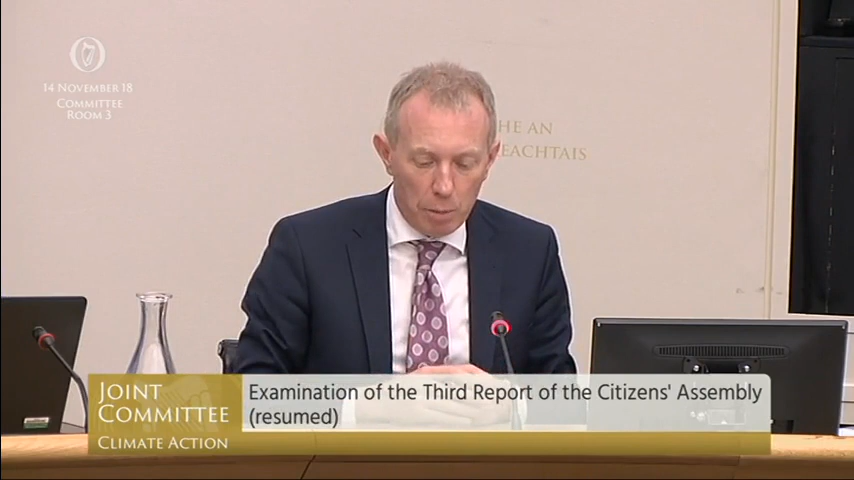 14 November 18
Committee
Room 3
HE AN
EACHTAIS
Joint
Committee
Climate Action
Examination of the Third Report of the Citizens' Assembly
(resumed)